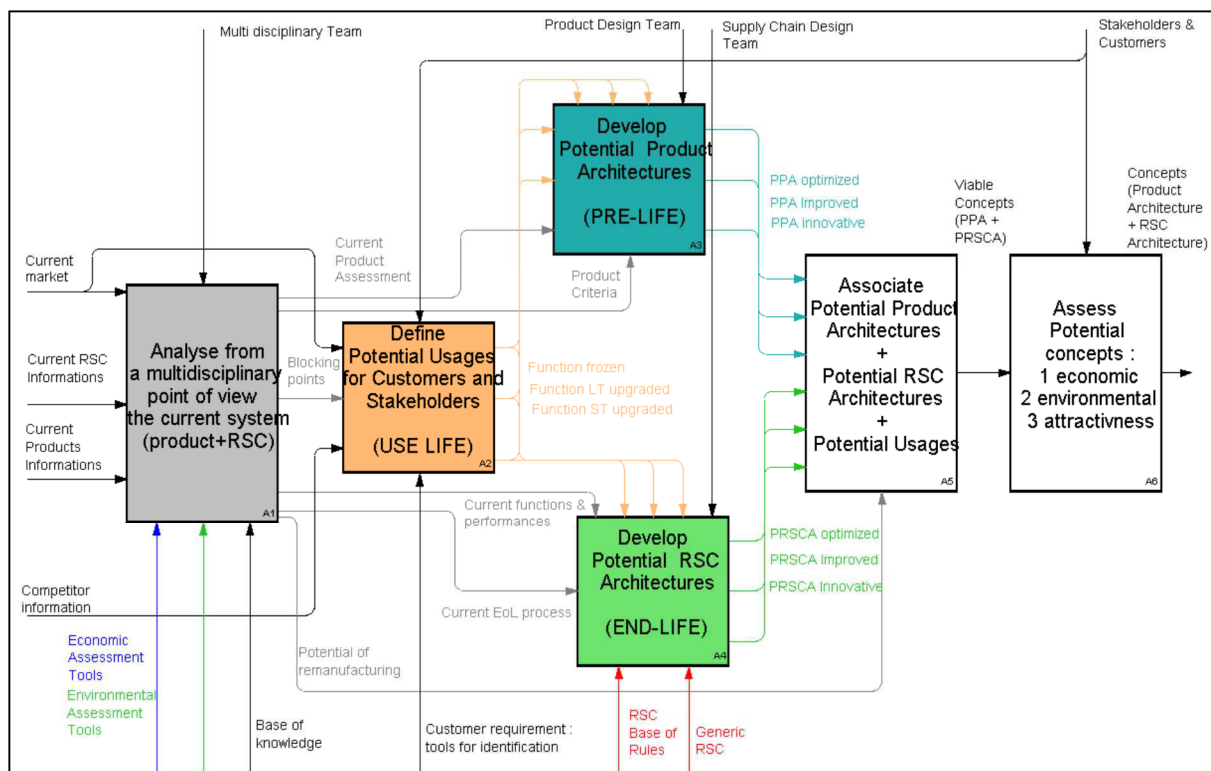 Multi disciplinary Team
Product Design Team
Supply Chain Design
Team
Stakeholders &
Customers
Develop
Potential Product
Architectures
(PRE-LIFE)
A3
PPA optimized
PPA Improved
PPA innovative
Viable
Concepts
(PPA +
PRSCA)
Concepts
(Product
Architecture
+ RSC
Architecture)
Current
market
Current
Product
Assessment
Product
Criteria
Analyse from
a multidisciplinary
point of view
the current system
(product+RSC)
A1
Current RSC
Informations
Current
Products
Informations
Blocking
points
Define
Potential Usages
for Customers and
Stakeholders
(USE LIFE)
A2
Function frozen
Function LT upgraded
Function ST upgraded
Associate
Potential Product
Architectures
+
Potential RSC
Architectures
+
Potential Usages
A5
Assess
Potential
concepts :
1 economic
2 environmental
3 attractivness
A6
Current functions &
performances
Develop
Potential RSC
Architectures
(END-LIFE)
A4
PRSCA optimized
PRSCA Improved
PRSCA Innovative
Competitor
information
Current EoL process
Economic
Assessment
Tools
Environmental
Assessment
Tools
Potential of
remanufacturing
Base of
knowledge
Customer requirement :
tools for identification
RSC
Base of
Rules
Generic
RSC